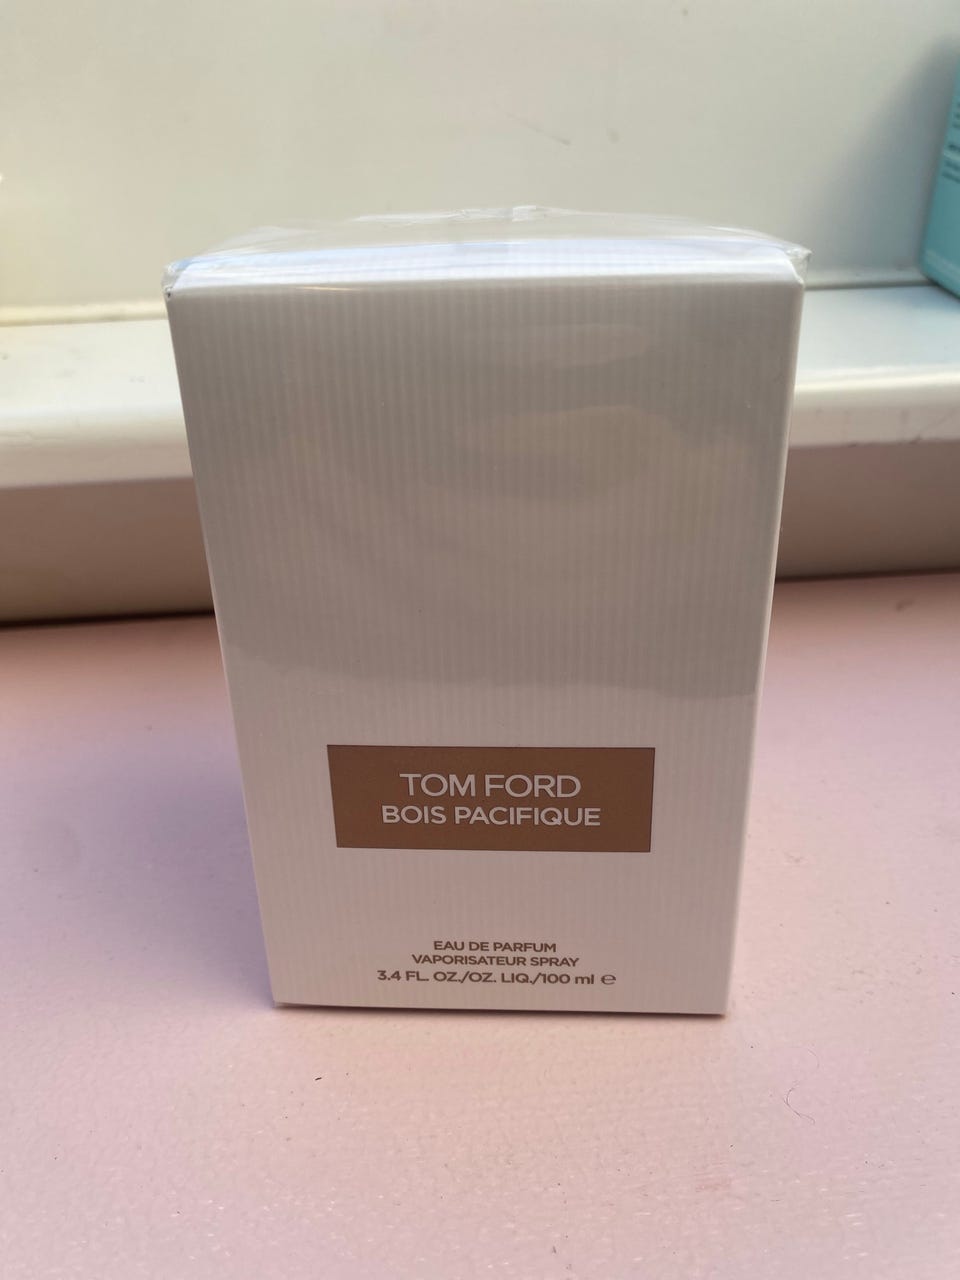 TOM FORD
BOIS PACIFIQUE
EAU DE PARFUM
VAPORISATEUR SPRAY
3.4 FL. OZ./OZ. LIQ./100 ml ℮